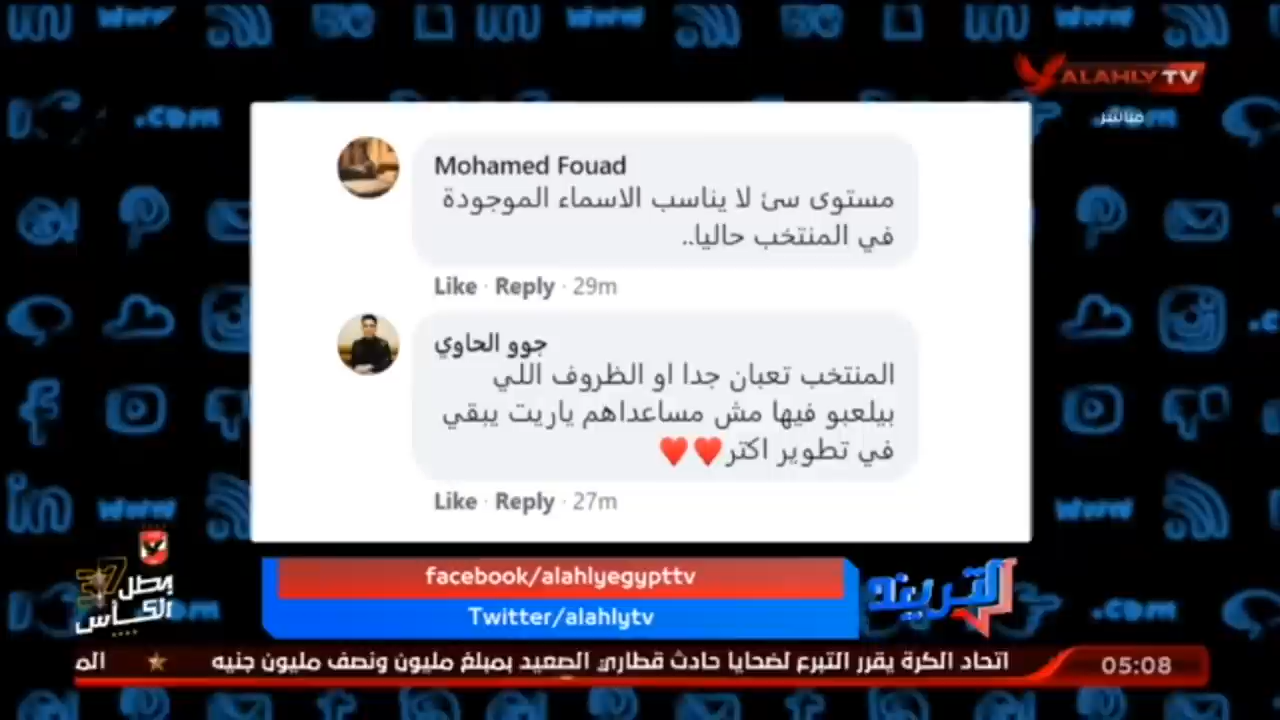 ALAHLY TV
مباشر
Mohamed Fouad
مستوى سئ لا يناسب الاسماء الموجودة
في المنتخب حاليا..
Like · Reply · 29m
جوو الحاوي
المنتخب تعبان جدا او الظروف اللي
بيلعبو فيها مش مساعداهم ياريت يبقي
في تطوير اكتر♥♥
Like · Reply · 27m
facebook/alahlyegypttv
Twitter/alahlytv
التريند
بطل الكأس
37
اتحاد الكرة يقرر التبرع لضحايا حادث قطاري الصعيد بمبلغ مليون ونصف مليون جنيه ★ الم
05:08